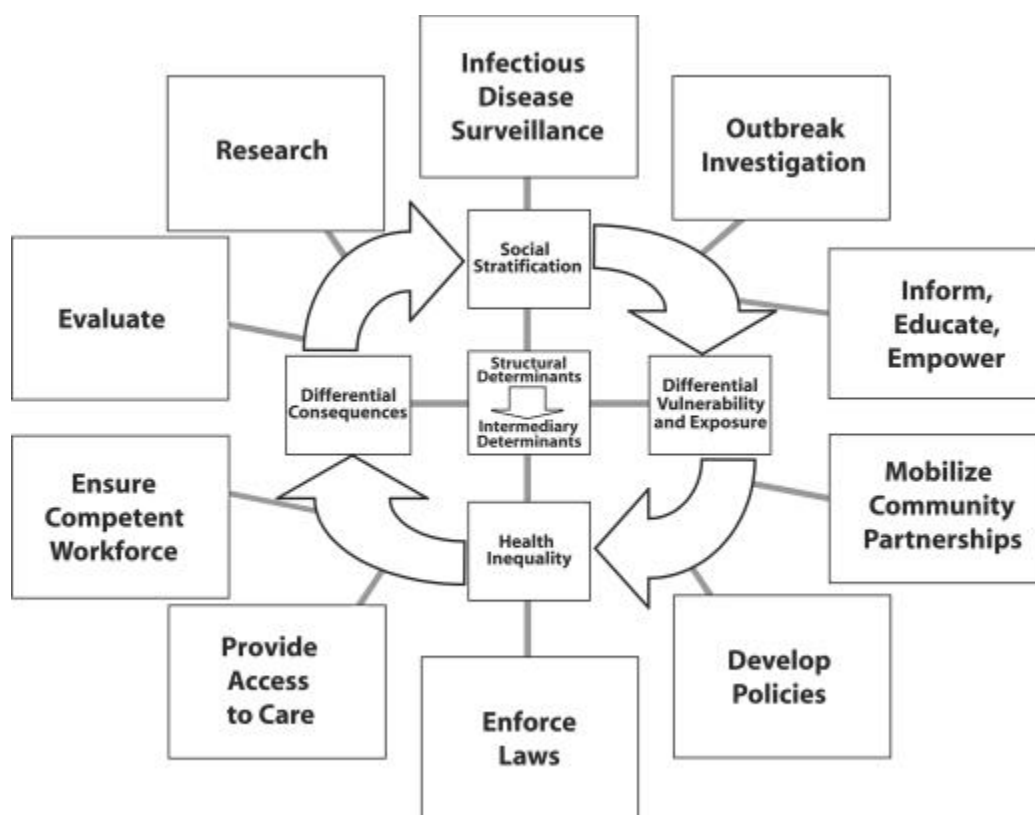 Infectious
Disease
Surveillance
Research
Outbreak
Investigation
Evaluate
Social
Stratification
Inform,
Educate,
Empower
Differential
Consequences
Structural
Determinants
Intermediary
Determinants
Differential
Vulnerability
and Exposure
Ensure
Competent
Workforce
Health
Inequality
Mobilize
Community
Partnerships
Provide
Access
to Care
Enforce
Laws
Develop
Policies